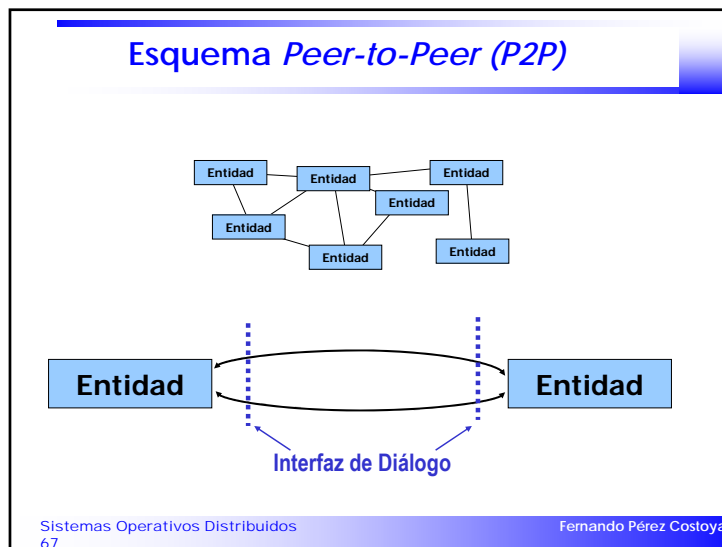 Esquema Peer-to-Peer (P2P)
Entidad
Entidad
Entidad
Entidad
Entidad
Entidad
Entidad
Entidad
Entidad
Interfaz de Diálogo
Sistemas Operativos Distribuidos
67
Fernando Pérez Costoya